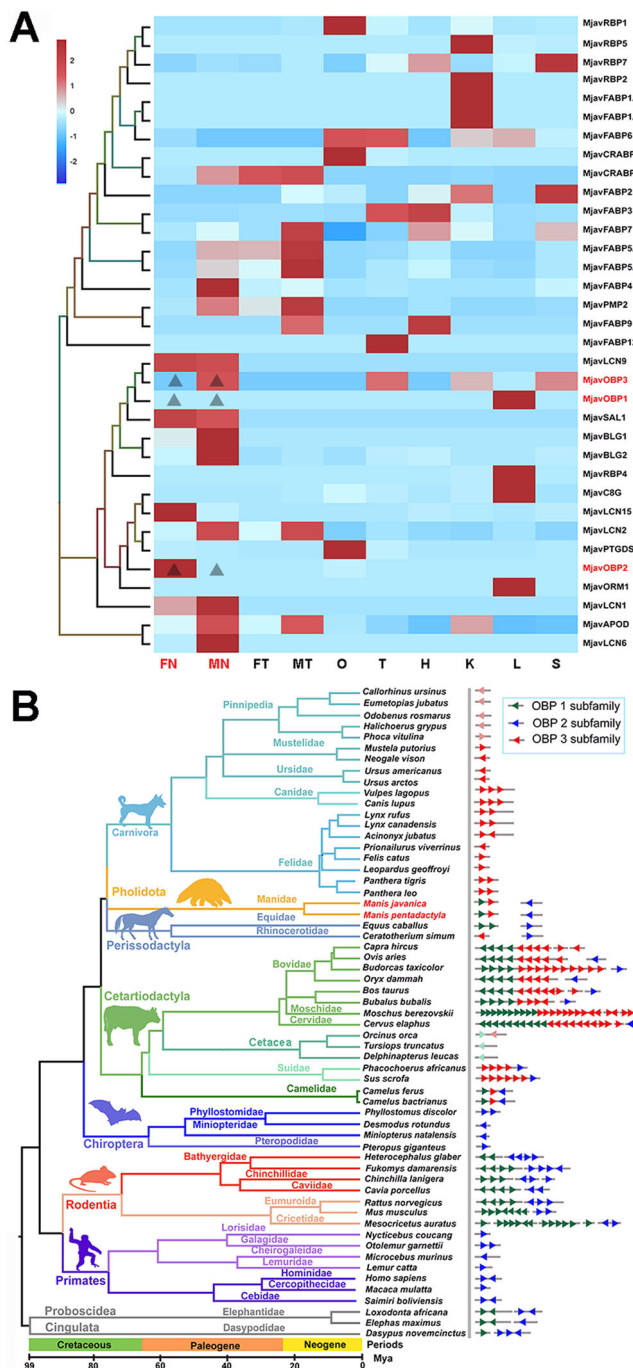 A
2
1
0
-1
-2
MjavRBP1
MjavRBP5
MjavRBP7
MjavRBP2
MjavFABP1
MjavFABP1
MjavFABP6
MjavCRABP
MjavCRABP
MjavFABP2
MjavFABP3
MjavFABP7
MjavFABP5
MjavFABP5
MjavFABP4
MjavPMP2
MjavFABP9
MjavFABP1
MjavLCN9
MjavOBP3
MjavOBP1
MjavSAL1
MjavBLG1
MjavBLG2
MjavRBP4
MjavC8G
MjavLCN15
MjavLCN2
MjavPTGDS
MjavOBP2
MjavORM1
MjavLCN1
MjavAPOD
MjavLCN6
FN MN FT MT O T H K L S
B
OBP 1 subfamily
OBP 2 subfamily
OBP 3 subfamily
Pinnipedia
Mustelidae
Ursidae
Canidae
Carnivora
Felidae
Pholidota
Manidae
Equidae
Rhinocerotidae
Perissodactyla
Bovidae
Cetartiodactyla
Moschidae
Cervidae
Cetacea
Suidae
Camelidae
Phyllostomidae
Miniopteridae
Chiroptera
Pteropodidae
Bathyergidae
Chinchillidae
Caviidae
Rodentia
Eumuroida
Cricetidae
Lorisidae
Galagidae
Cheirogaleidae
Primates
Lemuridae
Hominidae
Cercopithecidae
Cebidae
Proboscidea
Elephantidae
Cingulata
Dasypodidae
Callorhinus ursinus
Eumetopias jubatus
Odobenus rosmarus
Halichoerus grypus
Phoca vitulina
Mustela putorius
Neogale vison
Ursus americanus
Ursus arctos
Vulpes lagopus
Canis lupus
Lynx rufus
Lynx canadensis
Acinonyx jubatus
Prionailurus viverrinus
Felis catus
Leopardus geoffroyi
Panthera tigris
Panthera leo
Manis javanica
Manis pentadactyla
Equus caballus
Ceratotherium simum
Capra hircus
Ovis aries
Budorcas taxicolor
Oryx dammah
Bos taurus
Bubalus bubalis
Moschus berezovskii
Cervus elaphus
Orcinus orca
Tursiops truncatus
Delphinapterus leucas
Phacochoerus africanus
Sus scrofa
Camelus ferus
Camelus bactrianus
Phyllostomus discolor
Desmodus rotundus
Miniopterus natalensis
Pteropus giganteus
Heterocephalus glaber
Fukomys damarensis
Chinchilla lanigera
Cavia porcellus
Rattus norvegicus
Mus musculus
Mesocricetus auratus
Nycticebus coucang
Otolemur garnettii
Microcebus murinus
Lemur catta
Homo sapiens
Macaca mulatta
Saimiri boliviensis
Loxodonta africana
Elephas maximus
Dasypus novemcinctus
Cretaceous Paleogene Neogene Periods
99 80 60 40 20 0 Mya